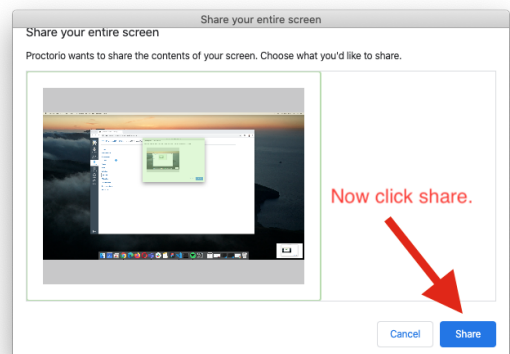 Share your entire screen
Share your entire screen
Proctorio wants to share the contents of your screen. Choose what you'd like to share.
Now click share.
Cancel
Share